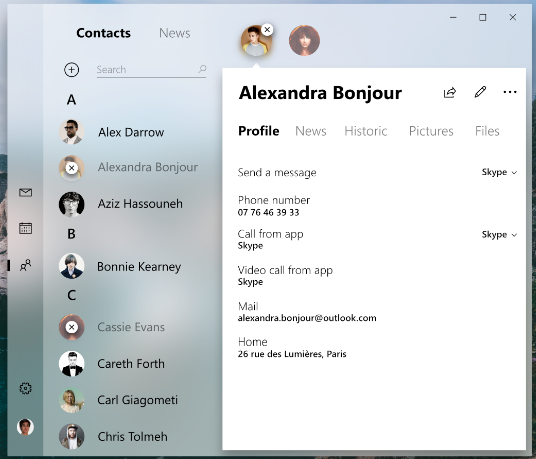 Contacts
News
Search
A
Alex Darrow
Alexandra Bonjour
Aziz Hassouneh
B
Bonnie Kearney
C
Cassie Evans
Careth Forth
Carl Giagometi
Chris Tolmeh
Alexandra Bonjour
Profile News Historic Pictures Files
Send a message Skype
Phone number
07 76 46 39 33
Call from app Skype
Skype
Video call from app
Skype
Mail
alexandra.bonjour@outlook.com
Home
26 rue des Lumières, Paris